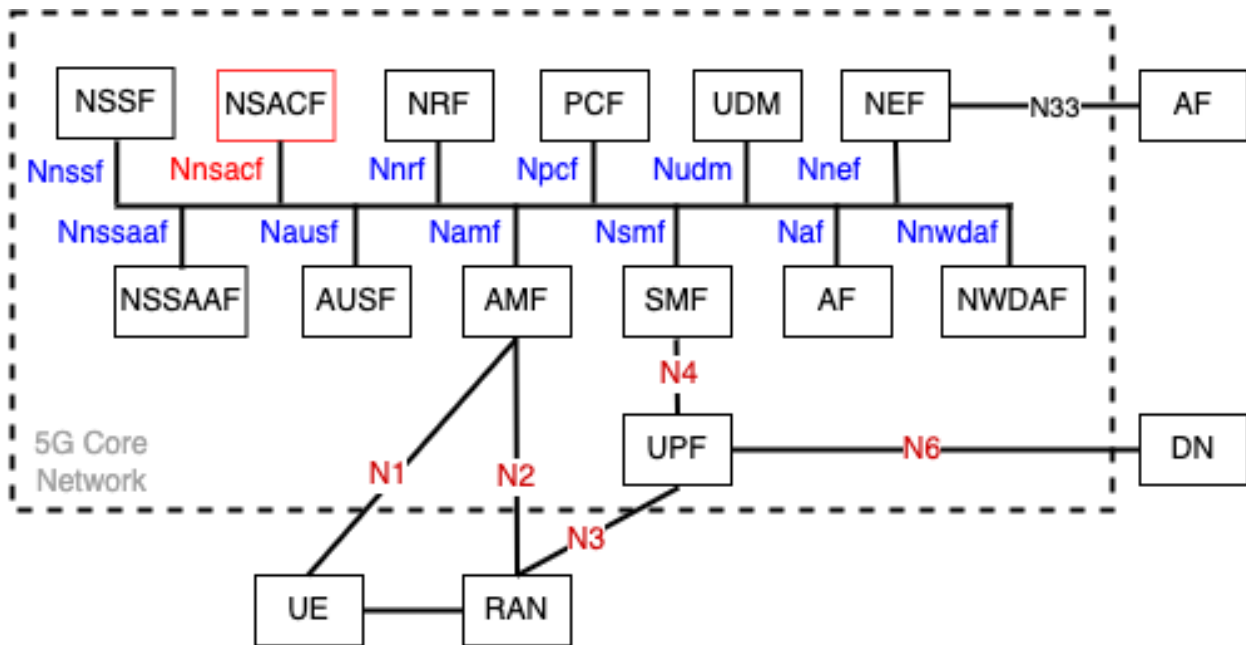 NSSF
NSACF
NRF
PCF
UDM
NEF
N33
AF
Nnssf
Nnsacf
Nnrf
Npcf
Nudm
Nnef
Nnssaaf
Nausf
Namf
Nsmf
Naf
Nnwdaf
NSSAAF
AUSF
AMF
SMF
AF
NWDAF
N4
5G Core
Network
UPF
N6
DN
N1
N2
N3
UE
RAN